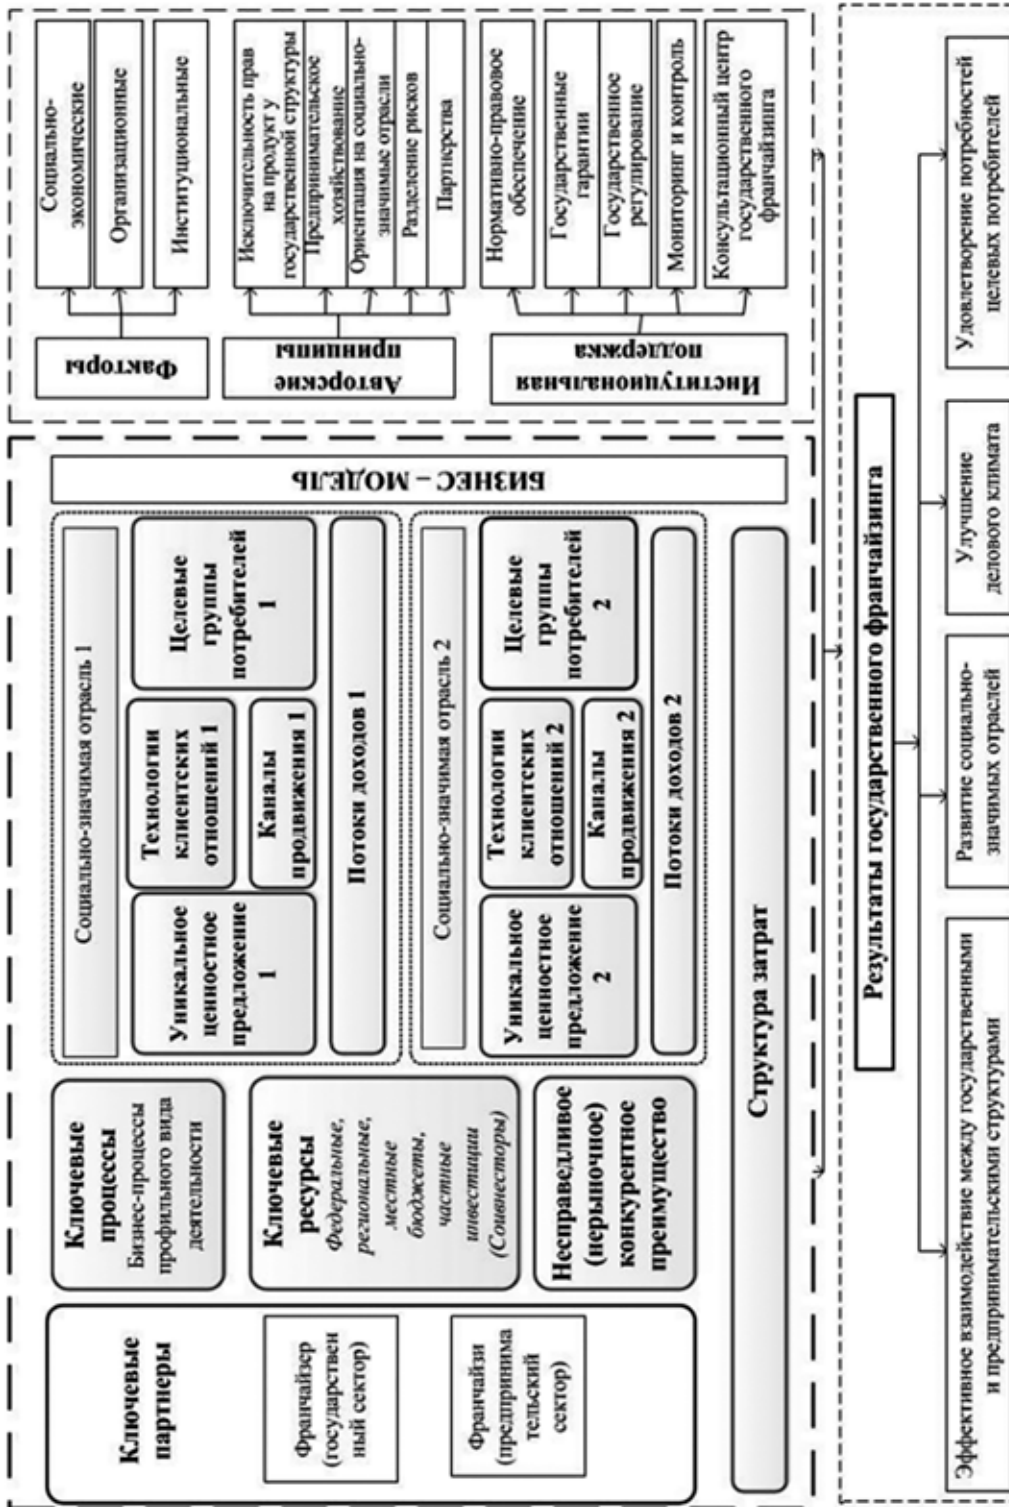 Ключевые
партнеры
Франчайзер
(государствен
ный сектор)
Франчайзи
(предпринима
тельский
сектор)
Ключевые
процессы
Бизнес-процессы
профильного вида
деятельности
Ключевые
ресурсы
Федеральные,
региональные,
местные
бюджеты,
частные
инвестиции
(Соинвесторы)
Несправедливое
(нерыночное)
конкурентное
преимущество
Социально-значимая отрасль 1
Уникальное
ценностное
предложение
1
Технологии
клиентских
отношений 1
Каналы
продвижения 1
Целевые
группы
потребителей
1
Потоки доходов 1
Социально-значимая отрасль 2
Уникальное
ценностное
предложение
2
Технологии
клиентских
отношений 2
Каналы
продвижения 2
Целевые
группы
потребителей
2
Потоки доходов 2
Структура затрат
БИЗНЕС – МОДЕЛЬ
Факторы
Социально-
экономические
Организационные
Институциональные
Авторские
принципы
Исключительность прав
на продукт у
государственной структуры
Предпринимательское
хозяйствование
Ориентация на социально-
значимые отрасли
Разделение рисков
Партнерства
Институциональная
поддержка
Нормативно-правовое
обеспечение
Государственные
гарантии
Государственное
регулирование
Мониторинг и контроль
Консультационный центр
государственного
франчайзинга
Результаты государственного франчайзинга
Эффективное взаимодействие между государственными
и предпринимательскими структурами
Развитие социально-
значимых отраслей
Улучшение
делового климата
Удовлетворение потребностей
целевых потребителей